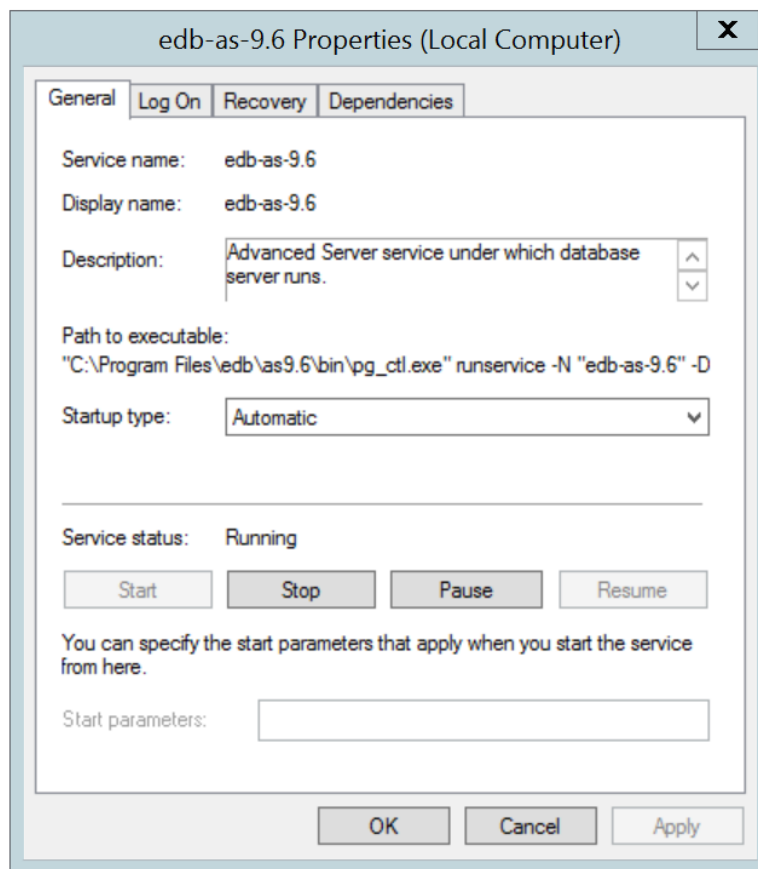 edb-as-9.6 Properties (Local Computer)
X
General Log On Recovery Dependencies
Service name: edb-as-9.6
Display name: edb-as-9.6
Description: Advanced Server service under which database
server runs.
Path to executable:
"C:\Program Files\edb\as9.6\bin\pg_ctl.exe" runservice -N "edb-as-9.6" -D
Startup type: Automatic
Service status: Running
Start Stop Pause Resume
You can specify the start parameters that apply when you start the service
from here.
Start parameters:
OK Cancel Apply